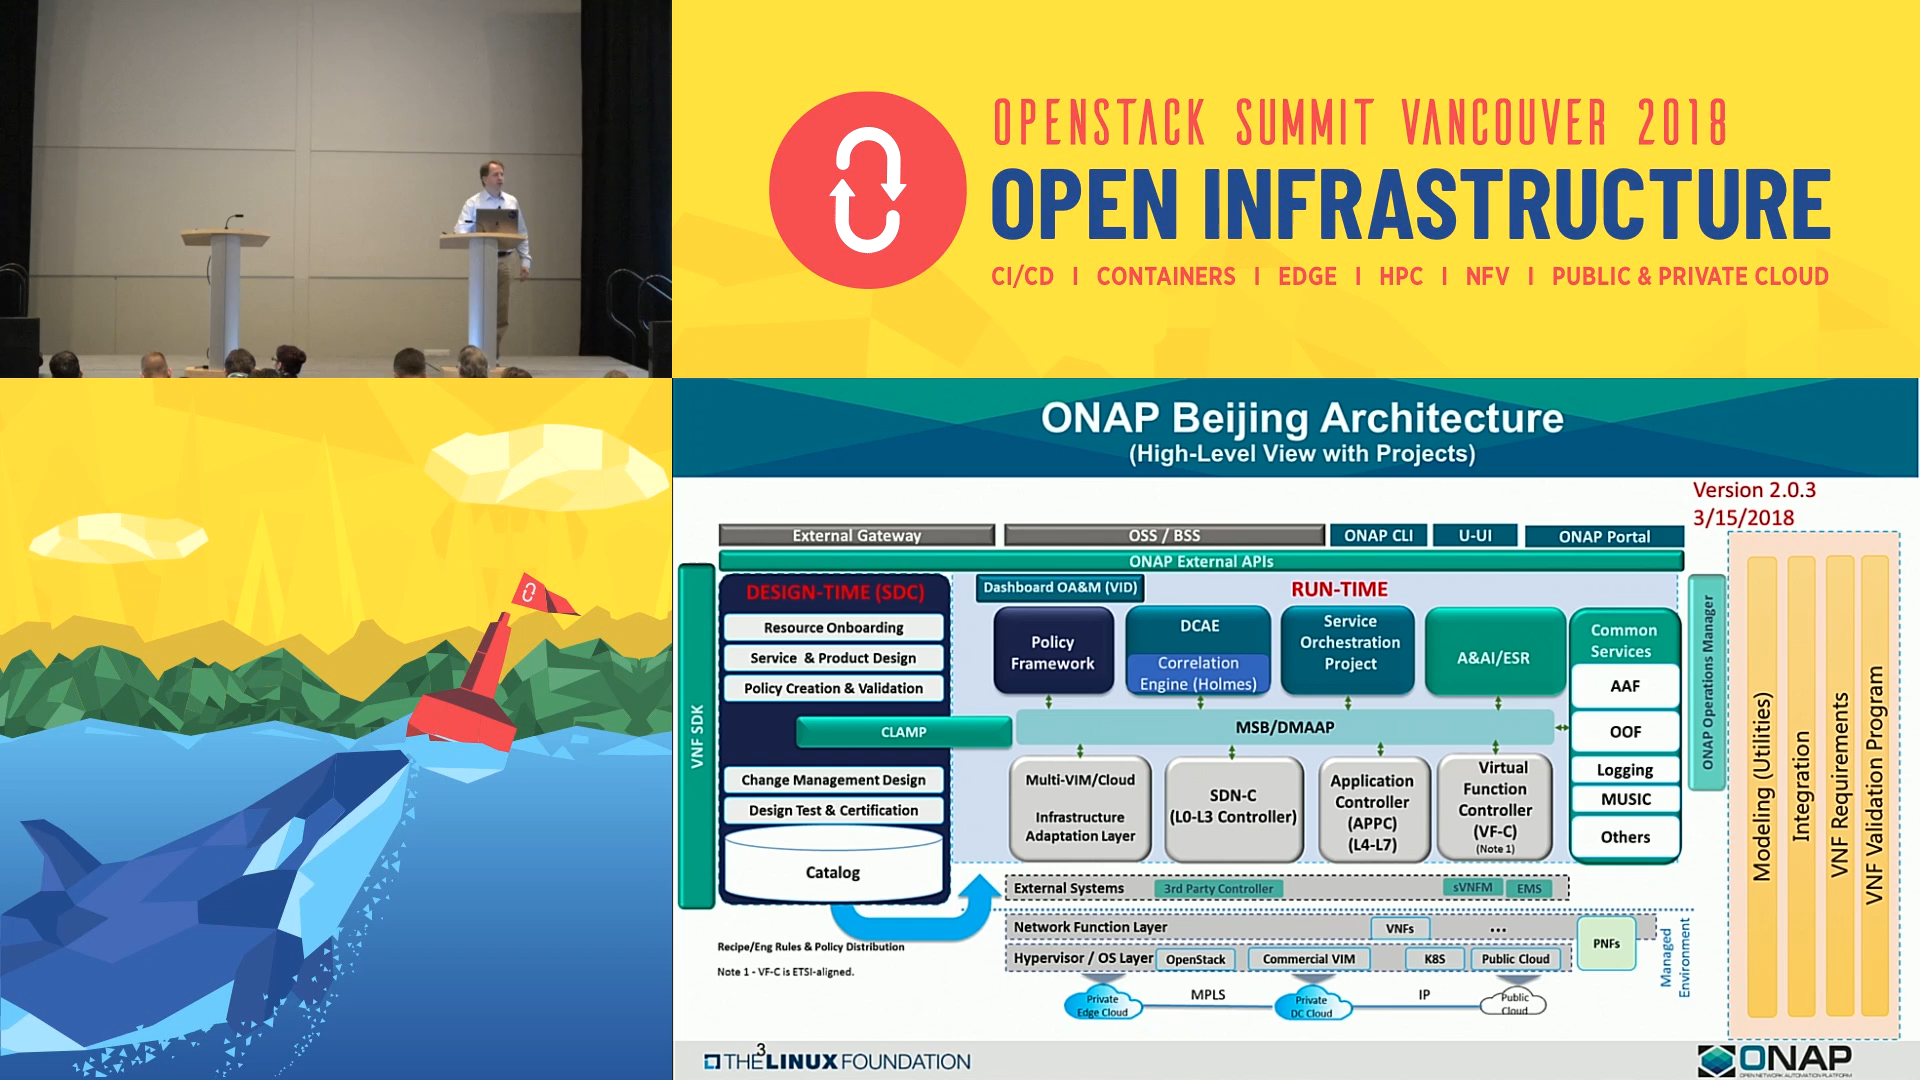 OPENSTACK SUMMIT VANCOUVER 2018
OPEN INFRASTRUCTURE
CI/CD | CONTAINERS | EDGE | HPC | NFV | PUBLIC & PRIVATE CLOUD
ONAP Beijing Architecture
(High-Level View with Projects)
Version 2.0.3
3/15/2018
External Gateway
OSS / BSS
ONAP CLI
U-UI
ONAP Portal
ONAP External APIs
VNF SDK
DESIGN-TIME (SDC)
Resource Onboarding
Service & Product Design
Policy Creation & Validation
CLAMP
Change Management Design
Design Test & Certification
Catalog
Dashboard OA&M (VID)
RUN-TIME
Policy
Framework
DCAE
Correlation
Engine (Holmes)
Service
Orchestration
Project
A&AI/ESR
MSB/DMAAP
Multi-VIM/Cloud
Infrastructure
Adaptation Layer
SDN-C
(L0-L3 Controller)
Application
Controller
(APPC)
(L4-L7)
Virtual
Function
Controller
(VF-C)
(Note 1)
Common
Services
AAF
OOF
Logging
MUSIC
Others
ONAP Operations Manager
Modeling (Utilities)
Integration
VNF Requirements
VNF Validation Program
External Systems
3rd Party Controller
sVNFM
EMS
Network Function Layer
VNFs
...
PNFs
Hypervisor / OS Layer
OpenStack
Commercial VIM
K8S
Public Cloud
Managed
Environment
Recipe/Eng Rules & Policy Distribution
Note 1 - VF-C is ETSI-aligned.
Private
Edge Cloud
MPLS
Private
DC Cloud
IP
Public
Cloud
3
THE LINUX FOUNDATION
ONAP
OPEN NETWORK AUTOMATION PLATFORM